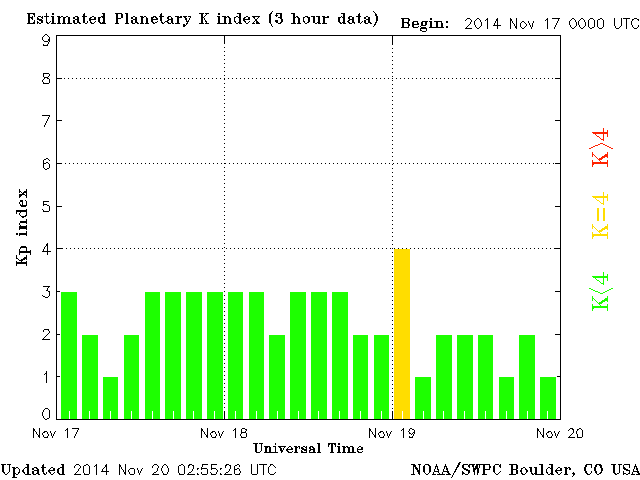 Estimated Planetary K index (3 hour data) Begin: 2014 Nov 17 0000 UTC
9
8
7
6
5
4
3
2
1
0
Kp index
K>4
K=4
K<4
Nov 17 Nov 18 Nov 19 Nov 20
Universal Time
Updated 2014 Nov 20 02:55:26 UTC NOAA/SWPC Boulder, CO USA